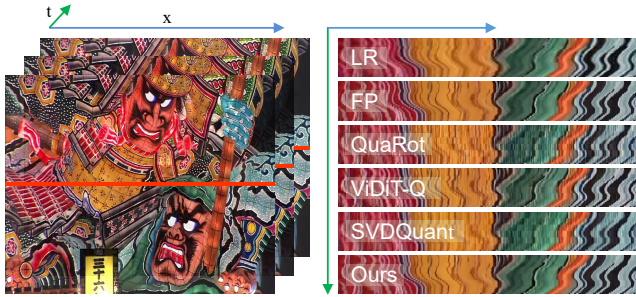 t
x
LR
FP
QuaRot
ViDiT-Q
SVDQuant
Ours
三十六